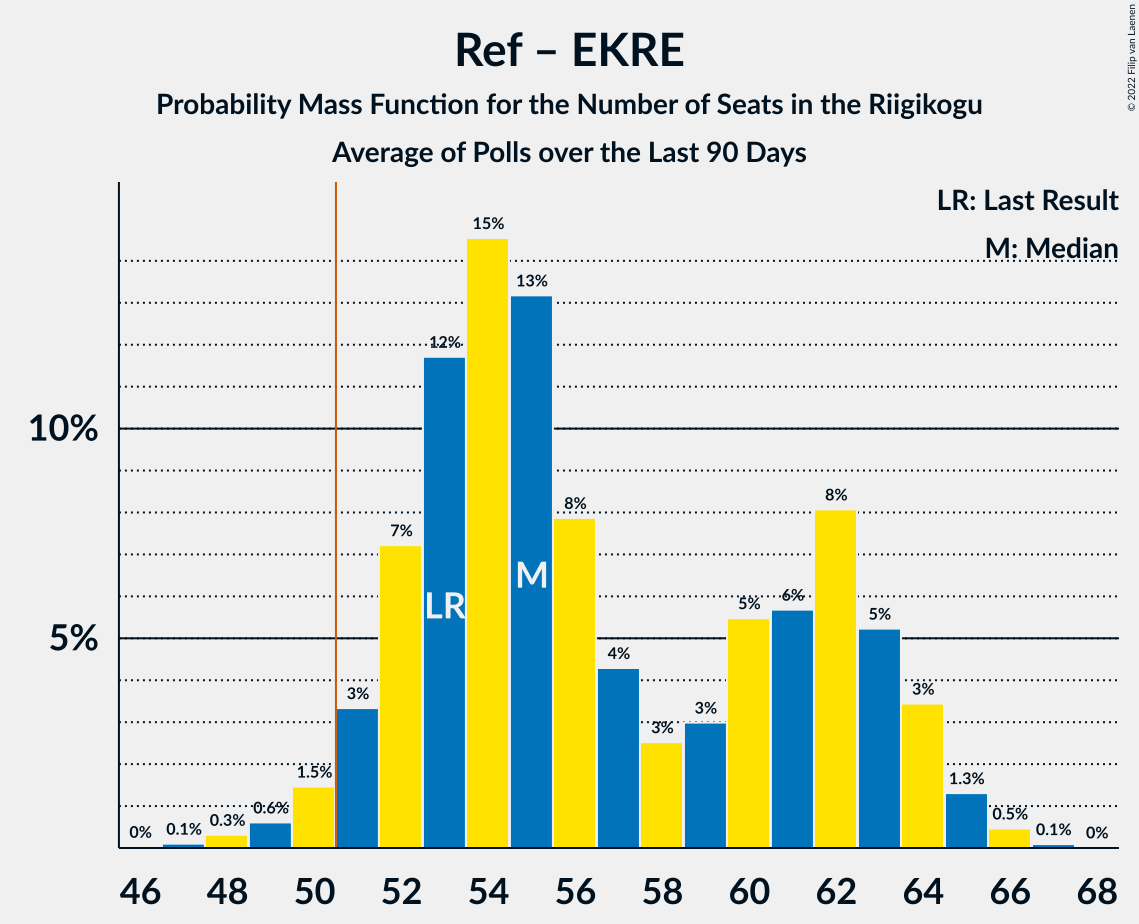 Ref – EKRE
Probability Mass Function for the Number of Seats in the Riigikogu
Average of Polls over the Last 90 Days
© 2022 Filip van Laenen
LR: Last Result
M: Median
10%
5%
0%
0.1%
0.3%
0.6%
1.5%
3%
7%
12%
15%
13%
8%
4%
3%
3%
5%
6%
8%
5%
3%
1.3%
0.5%
0.1%
0%
LR
M
46 48 50 52 54 56 58 60 62 64 66 68